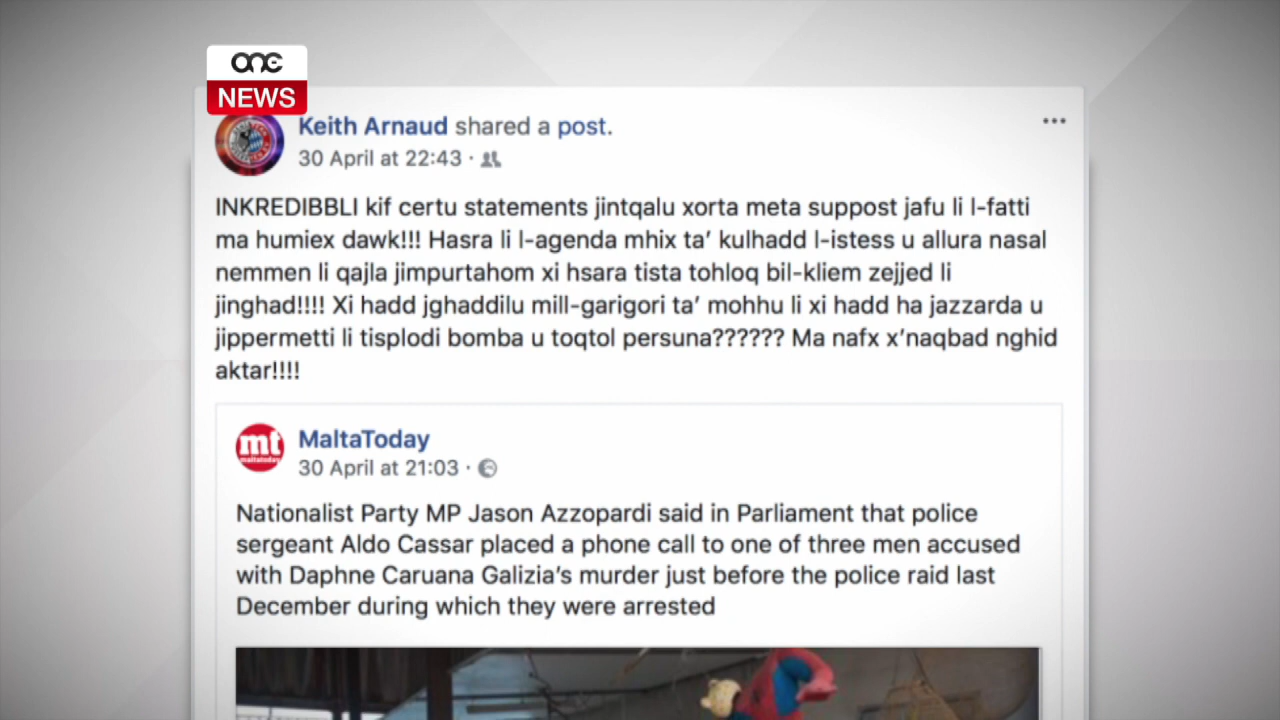 one
NEWS
Keith Arnaud shared a post.
30 April at 22:43 ·
INKREDIBBLI kif certu statements jintqalu xorta meta suppost jafu li l-fatti
ma humiex dawk!!! Hasra li l-agenda mhix ta’ kulhadd l-istess u allura nasal
nemmen li qajla jimpurtahom xi hsara tista tohloq bil-kliem zejjed li
jinghad!!!! Xi hadd jghaddilu mill-garigori ta’ mohhu li xi hadd ha jazzarda u
jippermetti li tisplodi bomba u toqtol persuna?????? Ma nafx x’naqbad nghid
aktar!!!!
mt
maltatoday
MaltaToday
30 April at 21:03 ·
Nationalist Party MP Jason Azzopardi said in Parliament that police
sergeant Aldo Cassar placed a phone call to one of three men accused
with Daphne Caruana Galizia’s murder just before the police raid last
December during which they were arrested